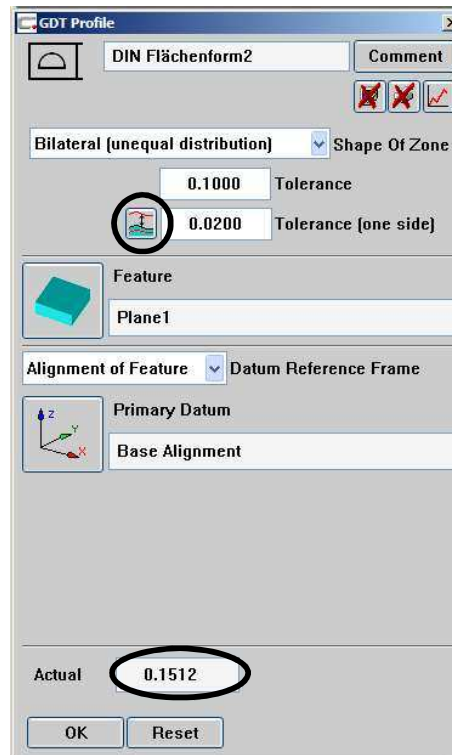 GDT Profile
DIN Flächenform2
Comment
Bilateral (unequal distribution)
Shape Of Zone
0.1000 Tolerance
0.0200 Tolerance (one side)
Feature
Plane1
Alignment of Feature
Datum Reference Frame
Z
Y
X
Primary Datum
Base Alignment
Actual 0.1512
OK
Reset